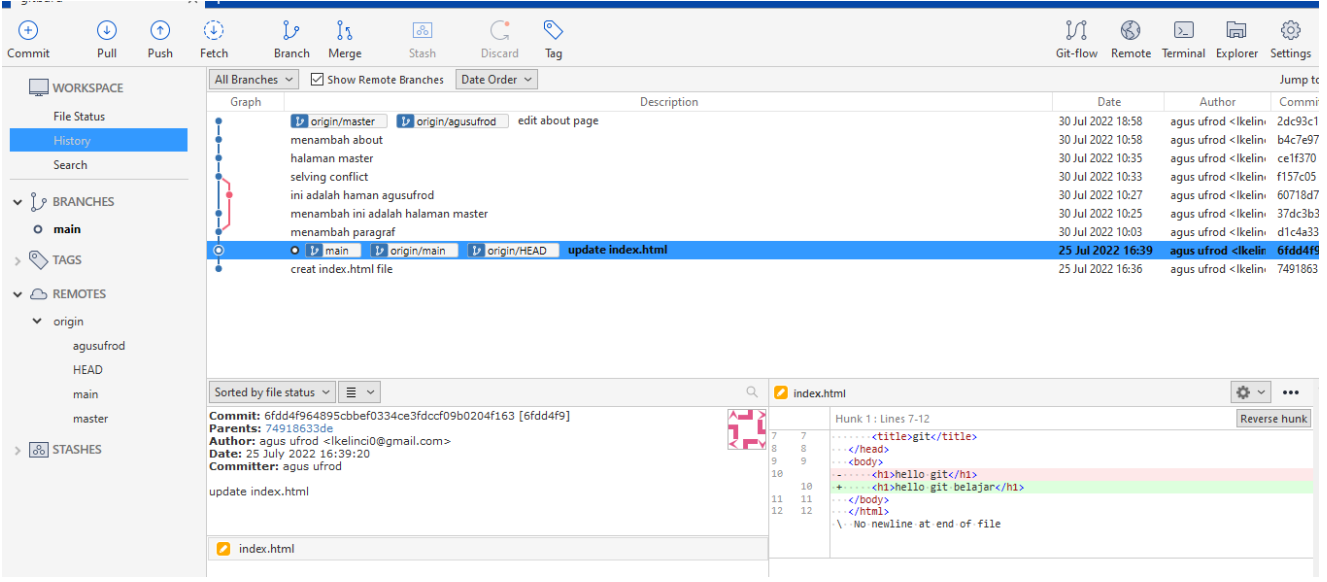 Commit Pull Push Fetch Branch Merge Stash Discard Tag Git-flow Remote Terminal Explorer Settings
WORKSPACE
File Status
History
Search
BRANCHES
main
TAGS
REMOTES
origin
agusufrod
HEAD
main
master
STASHES
All Branches Show Remote Branches Date Order Jump to
Graph Description Date Author Commi
origin/master origin/agusufrod edit about page 30 Jul 2022 18:58 agus ufrod <lkelin 2dc93c1
menambah about 30 Jul 2022 10:58 agus ufrod <lkelin b4c7e97
halaman master 30 Jul 2022 10:35 agus ufrod <lkelin ce1f370
selving conflict 30 Jul 2022 10:33 agus ufrod <lkelin f157c05
ini adalah haman agusufrod 30 Jul 2022 10:27 agus ufrod <lkelin 60718d7
menambah ini adalah halaman master 30 Jul 2022 10:25 agus ufrod <lkelin 37dc3b3
menambah paragraf 30 Jul 2022 10:03 agus ufrod <lkelin d1c4a33
main origin/main origin/HEAD update index.html 25 Jul 2022 16:39 agus ufrod <lkelin 6fdd4f9
creat index.html file 25 Jul 2022 16:36 agus ufrod <lkelin 7491863
Sorted by file status
Commit: 6fdd4f964895cbbef0334ce3fdccf09b0204f163 [6fdd4f9]
Parents: 74918633de
Author: agus ufrod <lkelinci0@gmail.com>
Date: 25 July 2022 16:39:20
Committer: agus ufrod
update index.html
index.html
index.html
Hunk 1 : Lines 7-12 Reverse hunk
7 7 <title>git</title>
8 8 </head>
9 9 <body>
10 - <h1>hello git</h1>
10 + <h1>hello git belajar</h1>
11 11 </body>
12 12 </html>
\ No newline at end of file